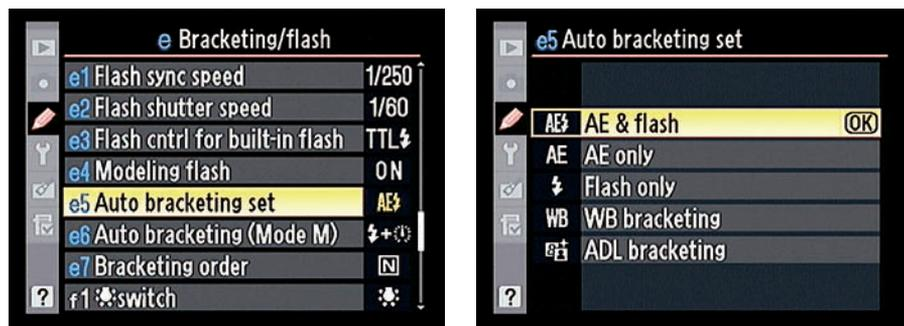 e Bracketing/flash
e1 Flash sync speed 1/250
e2 Flash shutter speed 1/60
e3 Flash cntrl for built-in flash TTL
e4 Modeling flash ON
e5 Auto bracketing set AE
e6 Auto bracketing (Mode M)
e7 Bracketing order N
f1 switch
?
e5 Auto bracketing set
AE AE & flash OK
AE AE only
Flash only
WB WB bracketing
ADL bracketing
?